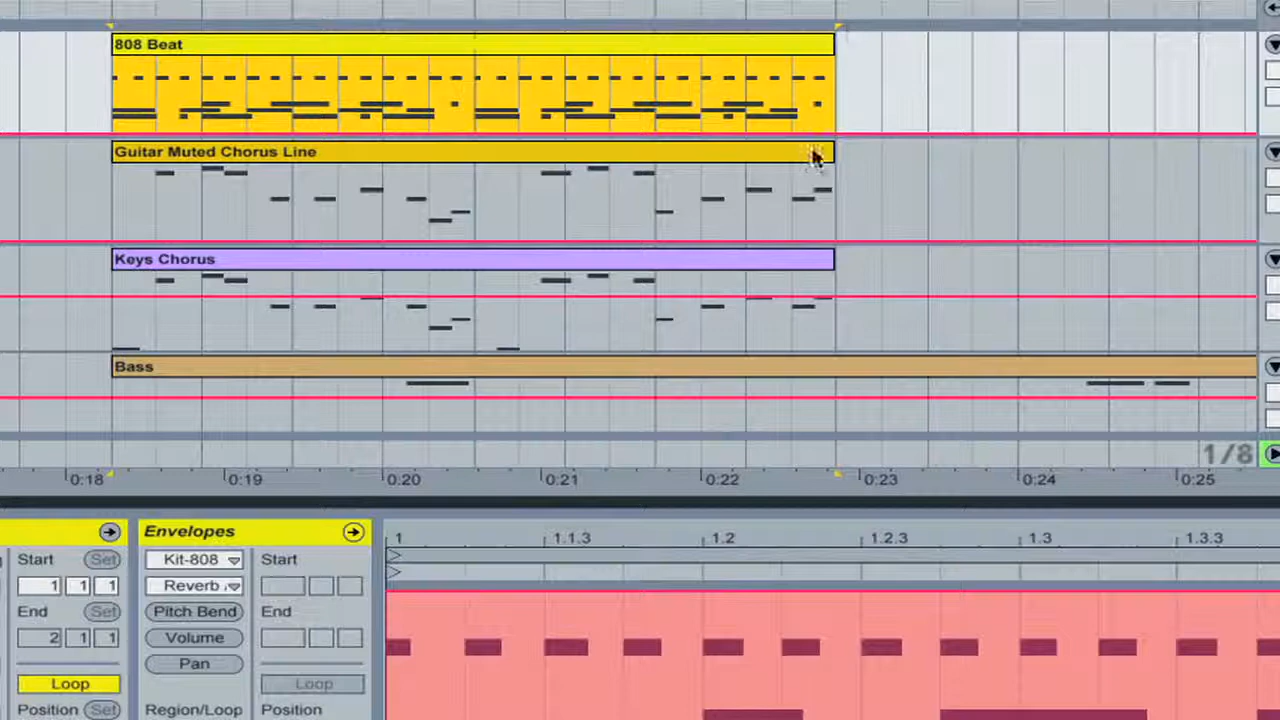 808 Beat
Guitar Muted Chorus Line
Keys Chorus
Bass
1/8
0:18 0:19 0:20 0:21 0:22 0:23 0:24 0:25
Envelopes
1 1.1.3 1.2 1.2.3 1.3 1.3.3
Start Set Kit-808 Start
1 1 1 Reverb
End Set Pitch Bend End
2 1 1 Volume
Pan
Loop Loop
Position Set Region/Loop Position